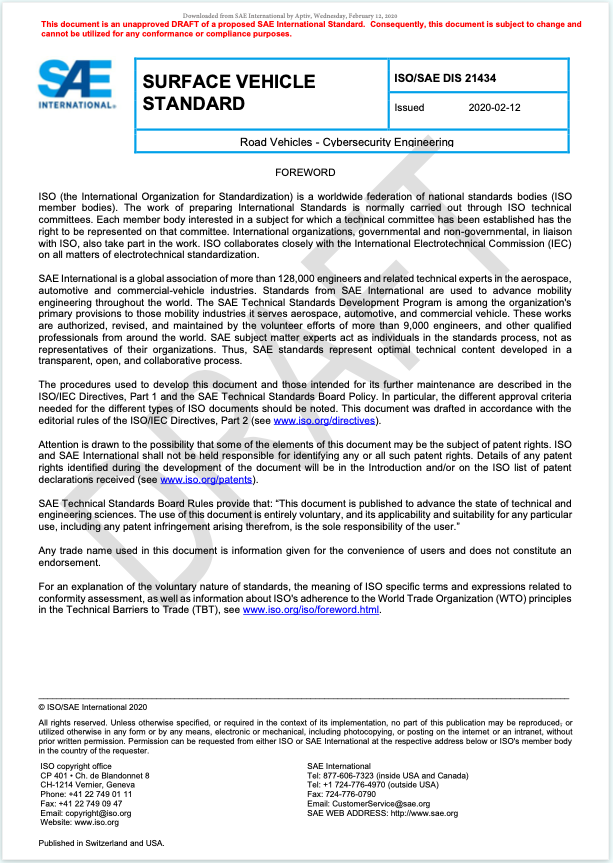 Downloaded from SAE International by Aptiv, Wednesday, February 12, 2020
This document is an unapproved DRAFT of a proposed SAE International Standard. Consequently, this document is subject to change and
cannot be utilized for any conformance or compliance purposes.
SAE
INTERNATIONAL®
SURFACE VEHICLE
STANDARD
ISO/SAE DIS 21434
Issued 2020-02-12
Road Vehicles - Cybersecurity Engineering
FOREWORD
ISO (the International Organization for Standardization) is a worldwide federation of national standards bodies (ISO
member bodies). The work of preparing International Standards is normally carried out through ISO technical
committees. Each member body interested in a subject for which a technical committee has been established has the
right to be represented on that committee. International organizations, governmental and non-governmental, in liaison
with ISO, also take part in the work. ISO collaborates closely with the International Electrotechnical Commission (IEC)
on all matters of electrotechnical standardization.
SAE International is a global association of more than 128,000 engineers and related technical experts in the aerospace,
automotive and commercial-vehicle industries. Standards from SAE International are used to advance mobility
engineering throughout the world. The SAE Technical Standards Development Program is among the organization's
primary provisions to those mobility industries it serves aerospace, automotive, and commercial vehicle. These works
are authorized, revised, and maintained by the volunteer efforts of more than 9,000 engineers, and other qualified
professionals from around the world. SAE subject matter experts act as individuals in the standards process, not as
representatives of their organizations. Thus, SAE standards represent optimal technical content developed in a
transparent, open, and collaborative process.
The procedures used to develop this document and those intended for its further maintenance are described in the
ISO/IEC Directives, Part 1 and the SAE Technical Standards Board Policy. In particular, the different approval criteria
needed for the different types of ISO documents should be noted. This document was drafted in accordance with the
editorial rules of the ISO/IEC Directives, Part 2 (see www.iso.org/directives).
Attention is drawn to the possibility that some of the elements of this document may be the subject of patent rights. ISO
and SAE International shall not be held responsible for identifying any or all such patent rights. Details of any patent
rights identified during the development of the document will be in the Introduction and/or on the ISO list of patent
declarations received (see www.iso.org/patents).
SAE Technical Standards Board Rules provide that: “This document is published to advance the state of technical and
engineering sciences. The use of this document is entirely voluntary, and its applicability and suitability for any particular
use, including any patent infringement arising therefrom, is the sole responsibility of the user.”
Any trade name used in this document is information given for the convenience of users and does not constitute an
endorsement.
For an explanation of the voluntary nature of standards, the meaning of ISO specific terms and expressions related to
conformity assessment, as well as information about ISO's adherence to the World Trade Organization (WTO) principles
in the Technical Barriers to Trade (TBT), see www.iso.org/iso/foreword.html.
DRAFT
© ISO/SAE International 2020
All rights reserved. Unless otherwise specified, or required in the context of its implementation, no part of this publication may be reproduced, or
utilized otherwise in any form or by any means, electronic or mechanical, including photocopying, or posting on the internet or an intranet, without
prior written permission. Permission can be requested from either ISO or SAE International at the respective address below or ISO's member body
in the country of the requester.
ISO copyright office
CP 401 • Ch. de Blandonnet 8
CH-1214 Vernier, Geneva
Phone: +41 22 749 01 11
Fax: +41 22 749 09 47
Email: copyright@iso.org
Website: www.iso.org
SAE International
Tel: 877-606-7323 (inside USA and Canada)
Tel: +1 724-776-4970 (outside USA)
Fax: 724-776-0790
Email: CustomerService@sae.org
SAE WEB ADDRESS: http://www.sae.org
Published in Switzerland and USA.